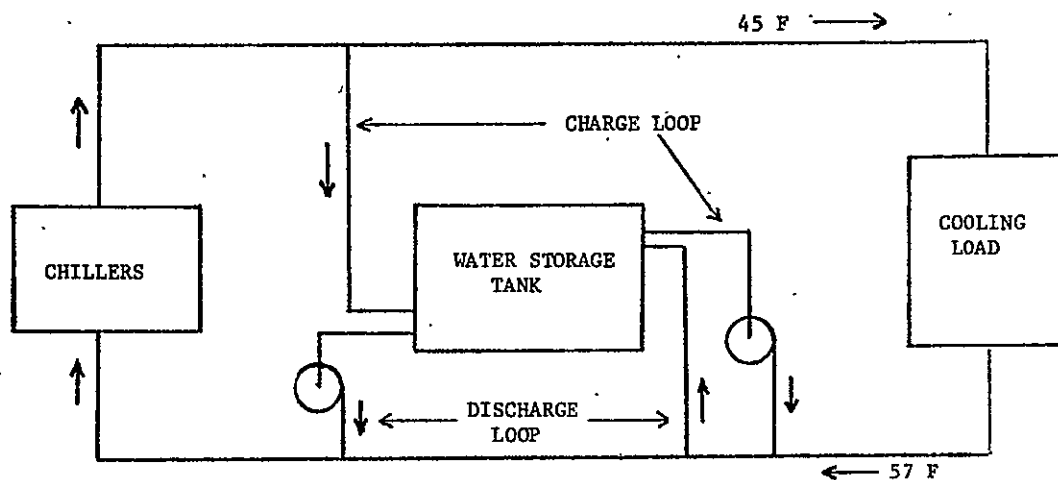 45 F
CHARGE LOOP
CHILLERS
WATER STORAGE
TANK
COOLING
LOAD
DISCHARGE
LOOP
57 F